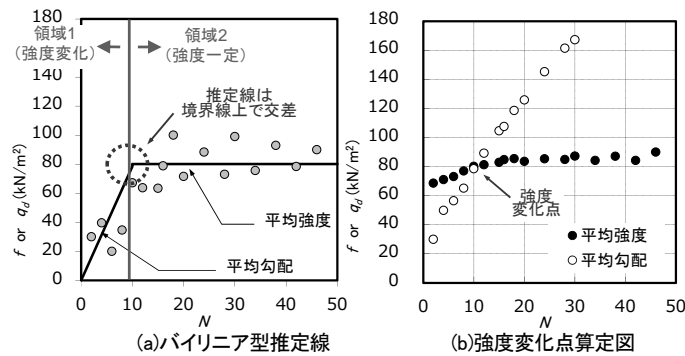 領域1
(強度変化)
領域2
(強度一定)
180
160
140
120
100
80
60
40
20
0
f or qd (kN/m²)
推定線は
境界線上で交差
平均強度
平均勾配
0
10
20
30
40
50
N
(a)バイリニア型推定線
180
160
140
120
100
80
60
40
20
0
f or qd (kN/m²)
強度
変化点
●平均強度
○平均勾配
0
10
20
30
40
50
N
(b)強度変化点算定図